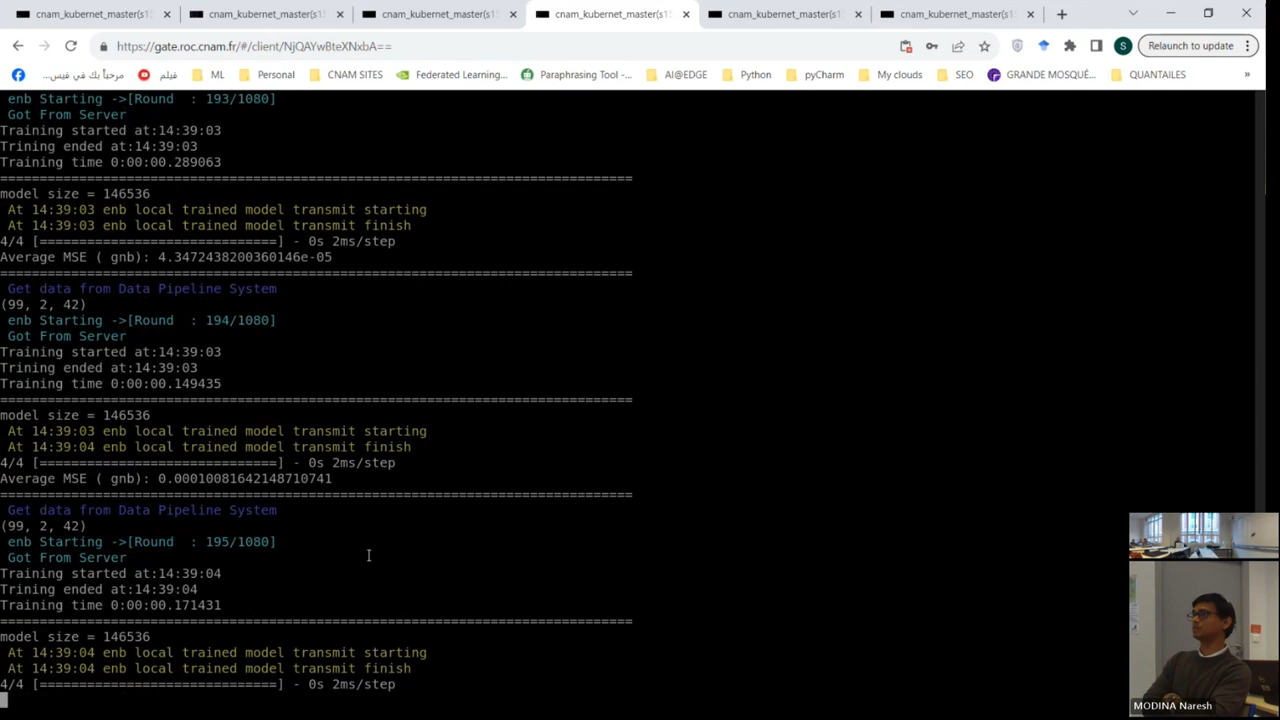 cnam_kubernet_master(s15
cnam_kubernet_master(s15
cnam_kubernet_master(s15
cnam_kubernet_master(s15
cnam_kubernet_master(s15
cnam_kubernet_master(s15
https://gate.roc.cnam.fr/#/client/NjQAYwBteXNxbA==
S
Relaunch to update
مرحباً بك في فيس...
فيلم
ML
Personal
CNAM SITES
Federated Learning...
Paraphrasing Tool -...
AI@EDGE
Python
pyCharm
My clouds
SEO
GRANDE MOSQUÉ...
QUANTAILES
»
enb Starting ->[Round : 193/1080]
Got From Server
Training started at:14:39:03
Trining ended at:14:39:03
Training time 0:00:00.289063
================================================================================
model size = 146536
At 14:39:03 enb local trained model transmit starting
At 14:39:03 enb local trained model transmit finish
4/4 [==============================] - 0s 2ms/step
Average MSE ( gnb): 4.3472438200360146e-05
================================================================================
Get data from Data Pipeline System
(99, 2, 42)
enb Starting ->[Round : 194/1080]
Got From Server
Training started at:14:39:03
Trining ended at:14:39:03
Training time 0:00:00.149435
================================================================================
model size = 146536
At 14:39:03 enb local trained model transmit starting
At 14:39:04 enb local trained model transmit finish
4/4 [==============================] - 0s 2ms/step
Average MSE ( gnb): 0.00010081642148710741
================================================================================
Get data from Data Pipeline System
(99, 2, 42)
enb Starting ->[Round : 195/1080]
Got From Server
Training started at:14:39:04
Trining ended at:14:39:04
Training time 0:00:00.171431
================================================================================
model size = 146536
At 14:39:04 enb local trained model transmit starting
At 14:39:04 enb local trained model transmit finish
4/4 [==============================] - 0s 2ms/step
MODINA Naresh